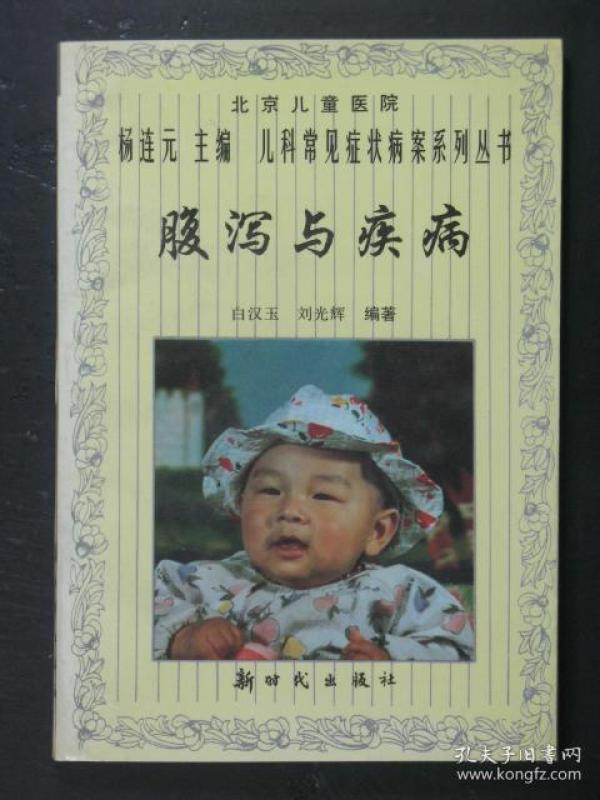 北京儿童医院
杨连元 主编 儿科常见症状病案系列丛书
腹泻与疾病
白汉玉 刘光辉 编著
新时代出版社
孔夫子旧书网
www.kongfz.com